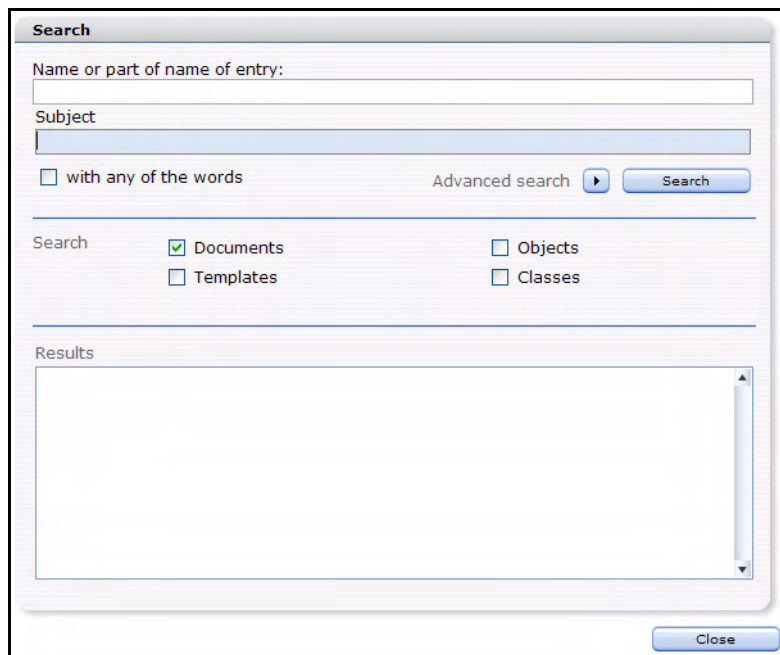 Search
Name or part of name of entry:
Subject
with any of the words Advanced search Search
Search Documents Objects
Templates Classes
Results
Close